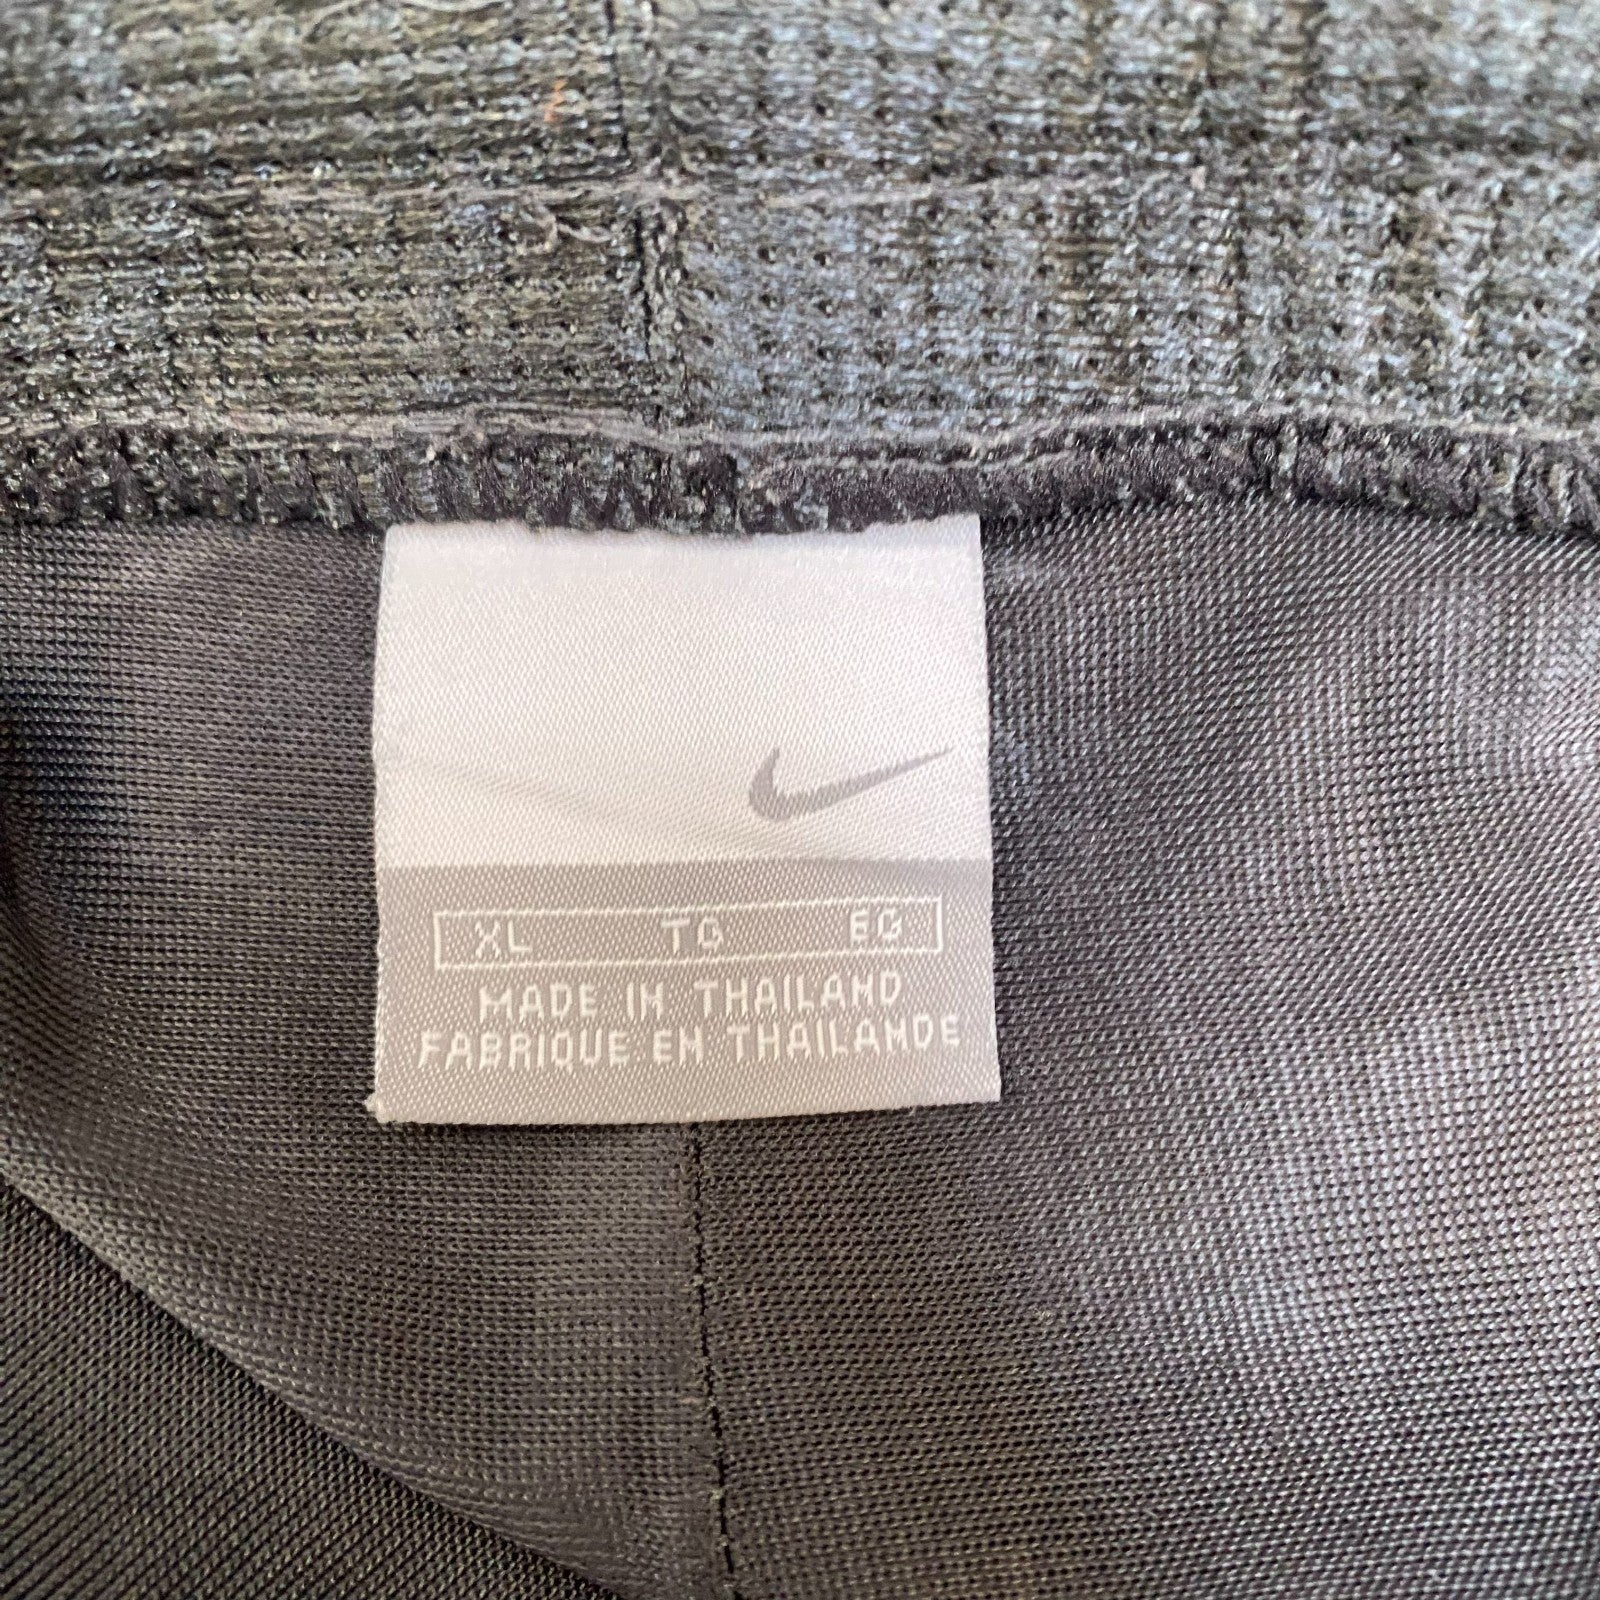 XL TG EG
MADE IN THAILAND
FABRIQUE EN THAILANDE